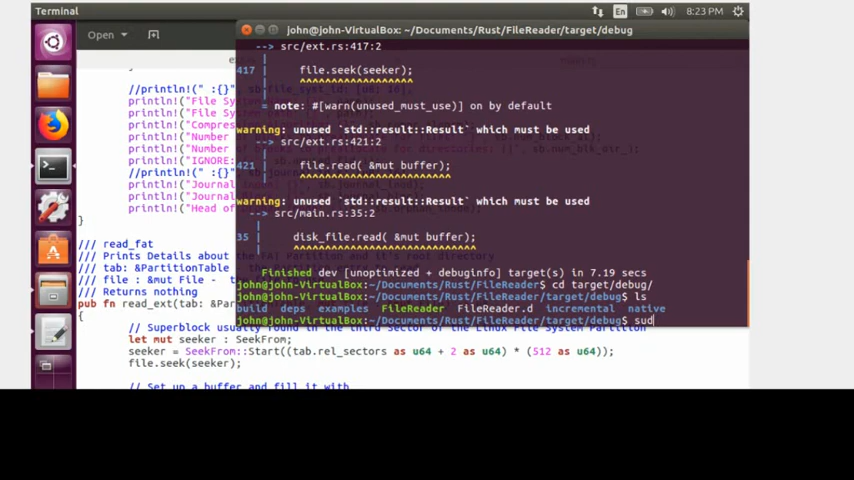 Terminal
En
8:23 PM
Open
john@john-VirtualBox: ~/Documents/Rust/FileReader/target/debug
--> src/ext.rs:417:2
|
417 | file.seek(seeker);
| ^^^^^^^^^^^^^^^^^^
= note: #[warn(unused_must_use)] on by default
warning: unused `std::result::Result` which must be used
--> src/ext.rs:421:2
|
421 | file.read( &mut buffer);
| ^^^^^^^^^^^^^^^^^^^^^^^^
warning: unused `std::result::Result` which must be used
--> src/main.rs:35:2
|
35 | disk_file.read( &mut buffer);
| ^^^^^^^^^^^^^^^^^^^^^^^^^^^^^
Finished dev [unoptimized + debuginfo] target(s) in 7.19 secs
john@john-VirtualBox:~/Documents/Rust/FileReader$ cd target/debug/
john@john-VirtualBox:~/Documents/Rust/FileReader/target/debug$ ls
build deps examples FileReader FileReader.d incremental native
john@john-VirtualBox:~/Documents/Rust/FileReader/target/debug$ sud
//println!(" :{}",
println!("File
println!("File
println!("
println!("Number
println!("Number
println!("IGNORE:
//println!("
println!("Journal
println!("Journal
println!("Head of
}
/// read_fat
/// Prints Details about
/// tab: &PartitionTable
/// file : &mut File -
/// Returns nothing
pub fn read_ext(tab:
{
// Superblock usually found in the third Sector of the Linux File System Partition
let mut seeker : SeekFrom;
seeker = SeekFrom::Start((tab.rel_sectors as u64 + 2 as u64) * (512 as u64));
file.seek(seeker);
// Set up a buffer and fill it with